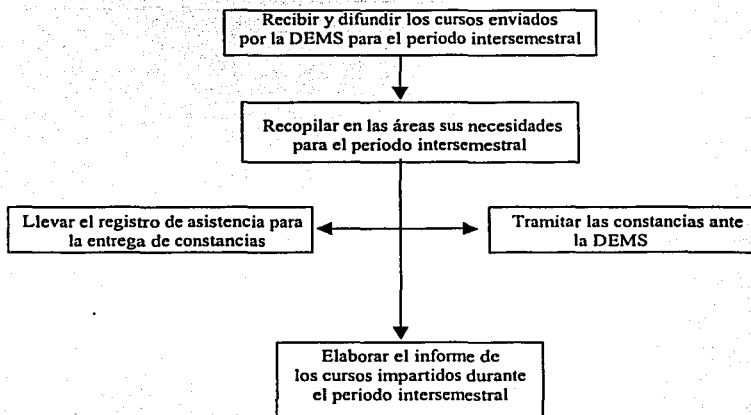 Recibir y difundir los cursos enviados
por la DEMS para el periodo intersemestral
Recopilar en las áreas sus necesidades
para el periodo intersemestral
Llevar el registro de asistencia para
la entrega de constancias
Tramitar las constancias ante
la DEMS
Elaborar el informe de
los cursos impartidos durante
el periodo intersemestral